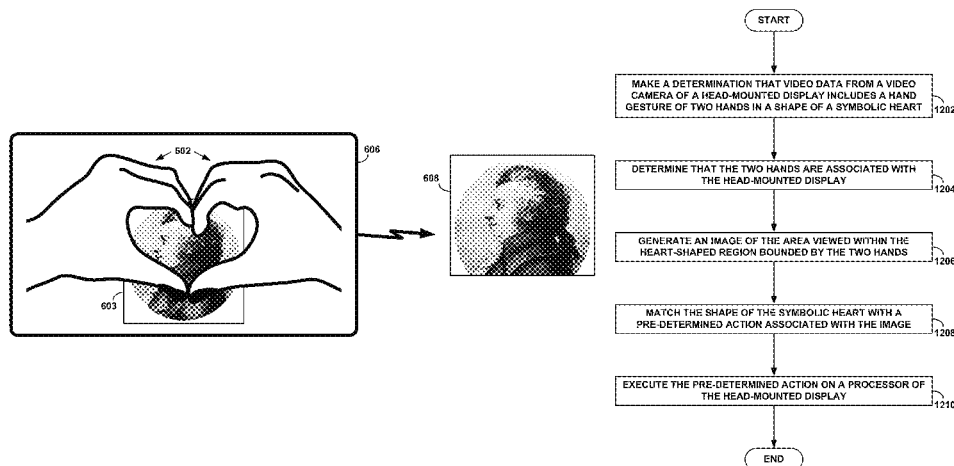 602
606
603
608
START
MAKE A DETERMINATION THAT VIDEO DATA FROM A VIDEO
CAMERA OF A HEAD-MOUNTED DISPLAY INCLUDES A HAND
GESTURE OF TWO HANDS IN A SHAPE OF A SYMBOLIC HEART
1202
DETERMINE THAT THE TWO HANDS ARE ASSOCIATED WITH
THE HEAD-MOUNTED DISPLAY
1204
GENERATE AN IMAGE OF THE AREA VIEWED WITHIN THE
HEART-SHAPED REGION BOUNDED BY THE TWO HANDS
1206
MATCH THE SHAPE OF THE SYMBOLIC HEART WITH A
PRE-DETERMINED ACTION ASSOCIATED WITH THE IMAGE
1208
EXECUTE THE PRE-DETERMINED ACTION ON A PROCESSOR OF
THE HEAD-MOUNTED DISPLAY
1210
END